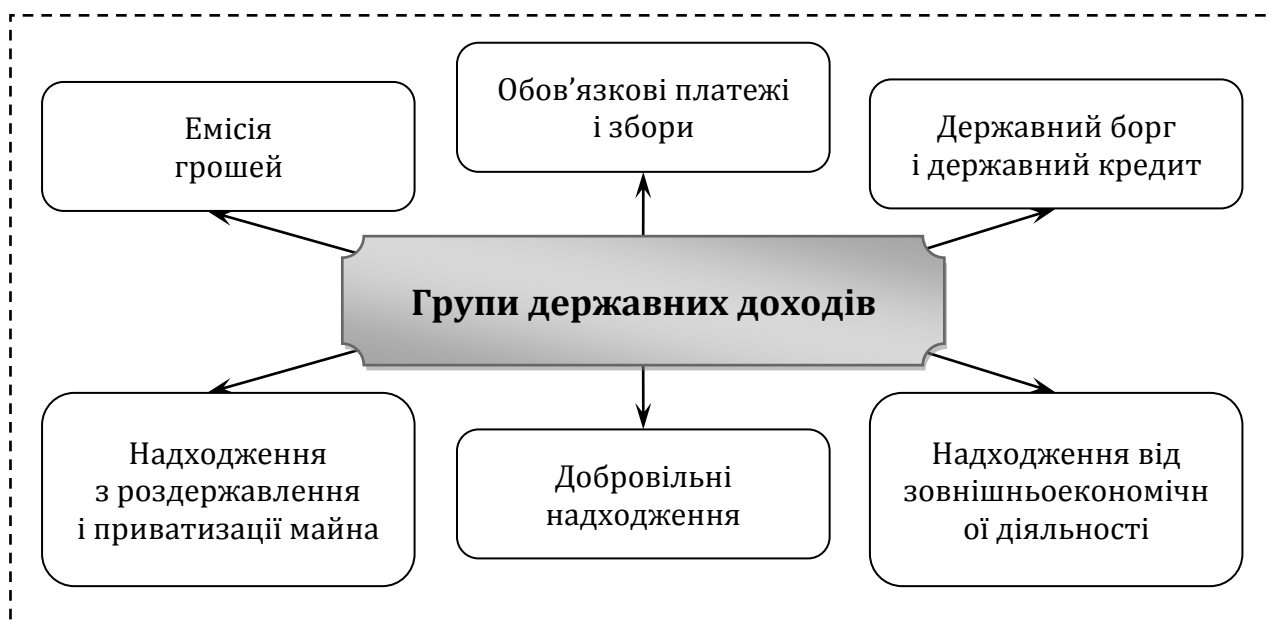 Емісія
грошей
Обов’язкові платежі
і збори
Державний борг
і державний кредит
Групи державних доходів
Надходження
з роздержавлення
і приватизації майна
Добровільні
надходження
Надходження від
зовнішньоекономічн
ої діяльності